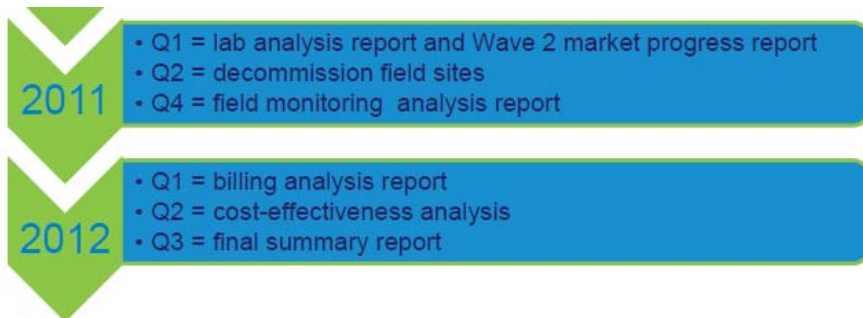 2011
• Q1 = lab analysis report and Wave 2 market progress report
• Q2 = decommission field sites
• Q4 = field monitoring analysis report
2012
• Q1 = billing analysis report
• Q2 = cost-effectiveness analysis
• Q3 = final summary report